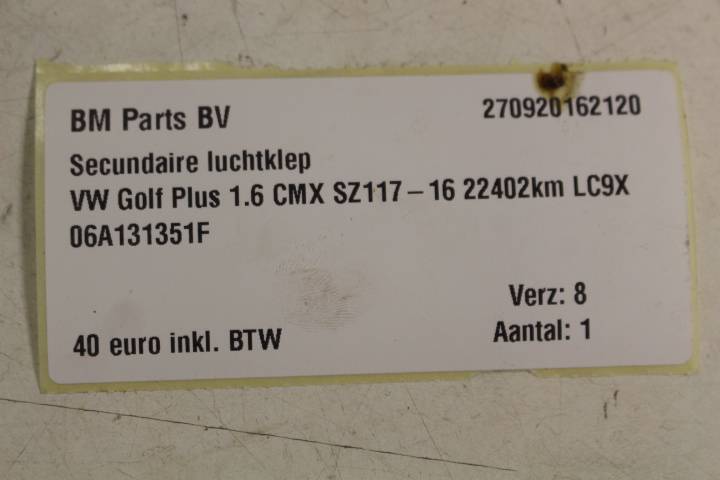 BM Parts BV 270920162120
Secundaire luchtklep
VW Golf Plus 1.6 CMX SZ117-16 22402km LC9X
06A131351F
Verz: 8
40 euro inkl. BTW Aantal: 1